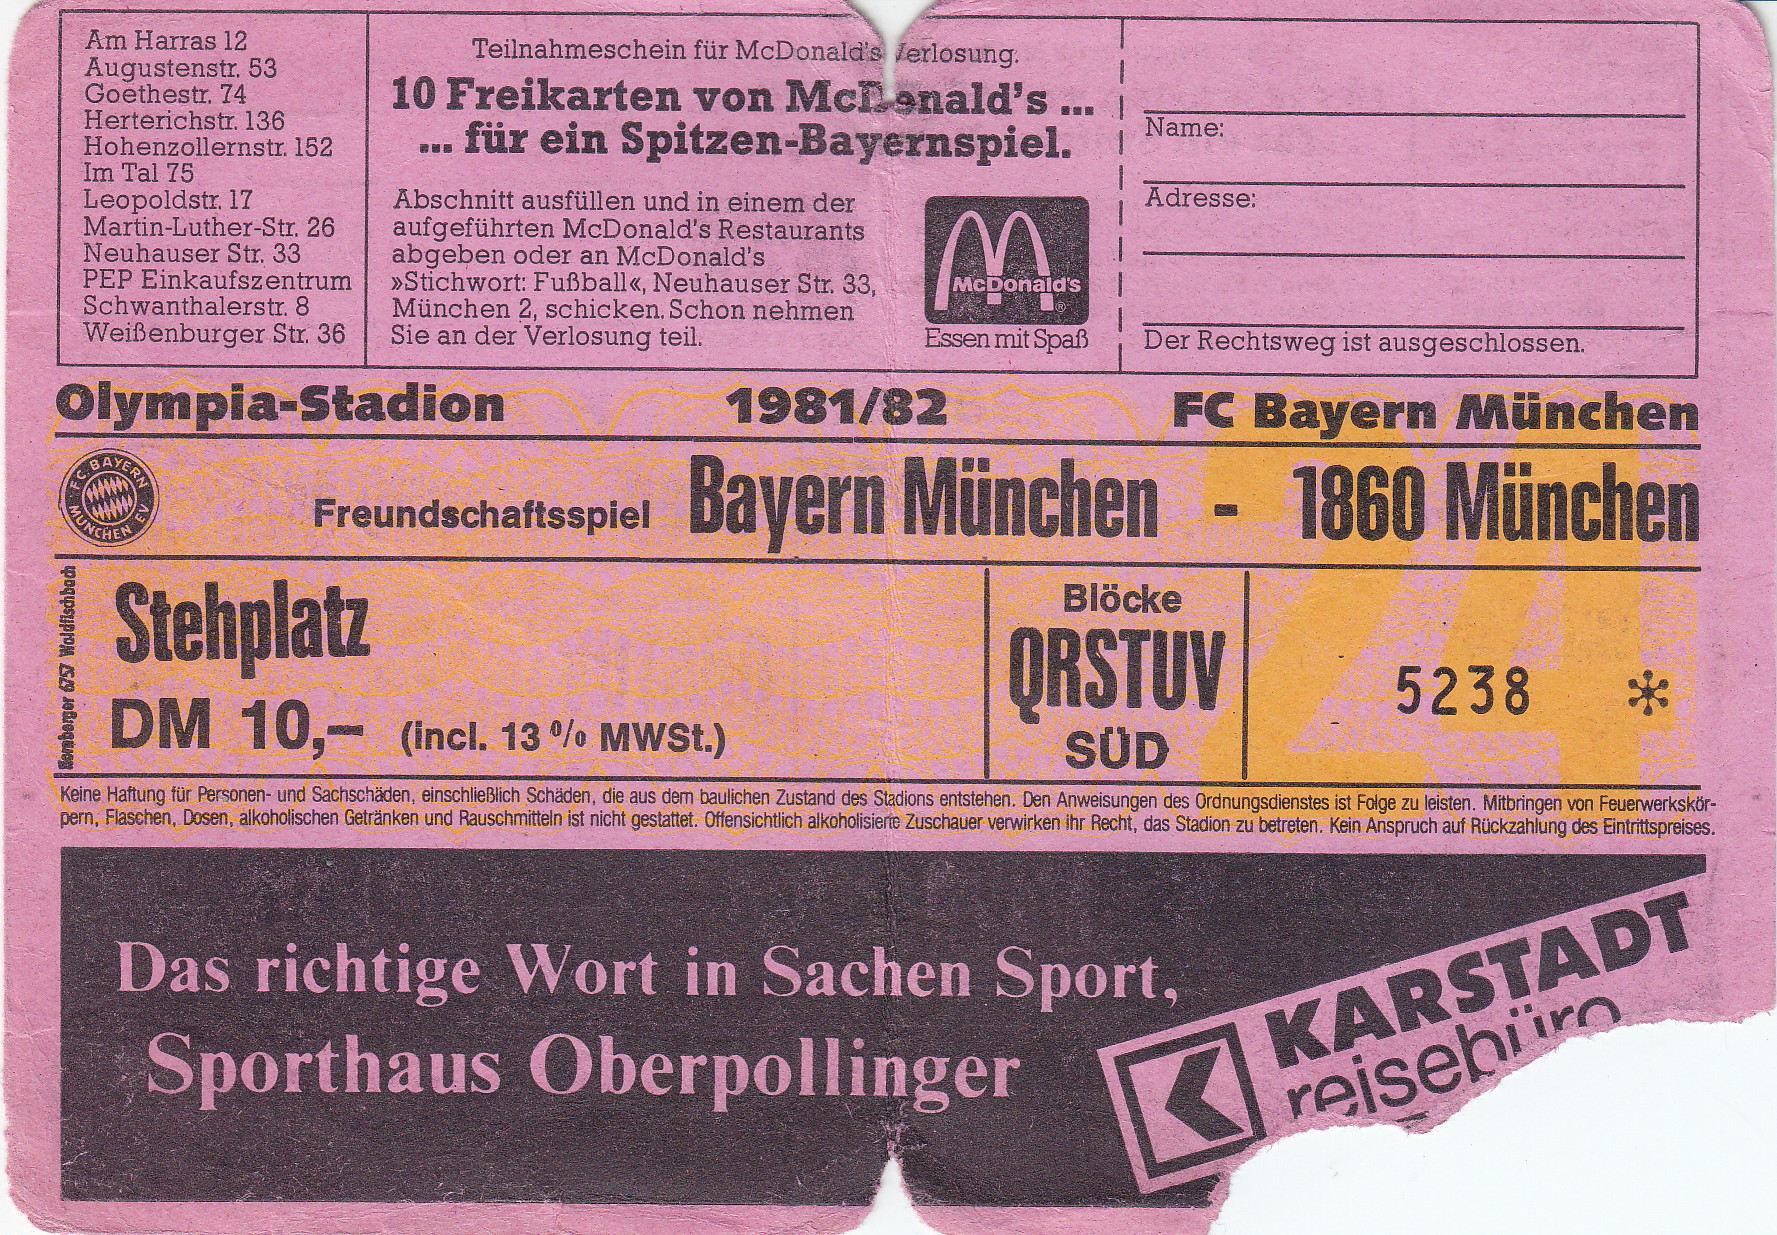 Am Harras 12
Augustenstr. 53
Goethestr. 74
Herterichstr. 136
Hohenzollernstr. 152
Im Tal 75
Leopoldstr. 17
Martin-Luther-Str. 26
Neuhauser Str. 33
PEP Einkaufszentrum
Schwanthalerstr. 8
Weißenburger Str. 36
Teilnahmeschein für McDonald's Verlosung.
10 Freikarten von McDonald's ...
... für ein Spitzen-Bayernspiel.
Abschnitt ausfüllen und in einem der
aufgeführten McDonald's Restaurants
abgeben oder an McDonald's
»Stichwort: Fußball«, Neuhauser Str. 33,
München 2, schicken. Schon nehmen
Sie an der Verlosung teil.
McDonald's
®
Essen mit Spaß
Name:
Adresse:
Der Rechtsweg ist ausgeschlossen.
Olympia-Stadion 1981/82 FC Bayern München
FC. BAYERN MÜNCHEN EV
Freundschaftsspiel Bayern München - 1860 München
Stehplatz
DM 10,– (incl. 13% MWSt.)
Blöcke
QRSTUV
SÜD
5238 *
74
Romberger 6757 Waldfischbach
Keine Haftung für Personen- und Sachschäden, einschließlich Schäden, die aus dem baulichen Zustand des Stadions entstehen. Den Anweisungen des Ordnungsdienstes ist Folge zu leisten. Mitbringen von Feuerwerkskör-
pern, Flaschen, Dosen, alkoholischen Getränken und Rauschmitteln ist nicht gestattet. Offensichtlich alkoholisierte Zuschauer verwirken ihr Recht, das Stadion zu betreten. Kein Anspruch auf Rückzahlung des Eintrittspreises.
Das richtige Wort in Sachen Sport,
Sporthaus Oberpollinger
K KARSTADT
reisebüro